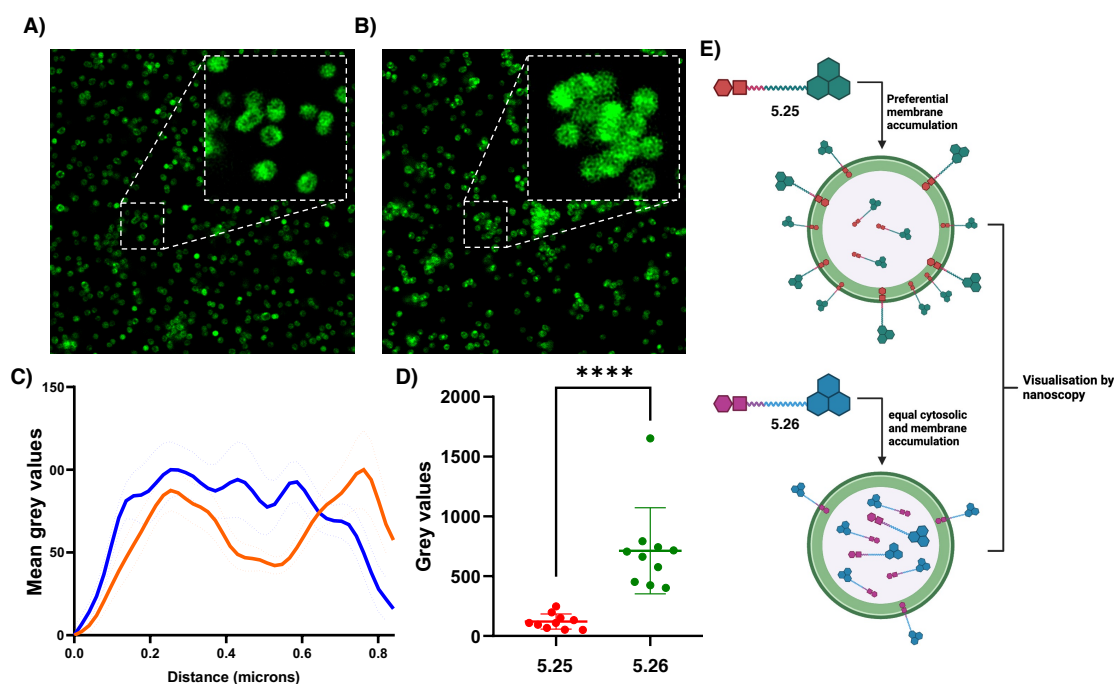 A)
B)
E)
5.25
Preferential
membrane
accumulation
C)
150
00
50
00
Mean grey values
0.0
0.2
0.4
0.6
0.8
Distance (microns)
D)
****
2000
1500
1000
500
0
Grey values
5.25
5.26
5.26
equal cytosolic
and membrane
accumulation
Visualisation by
nanoscopy